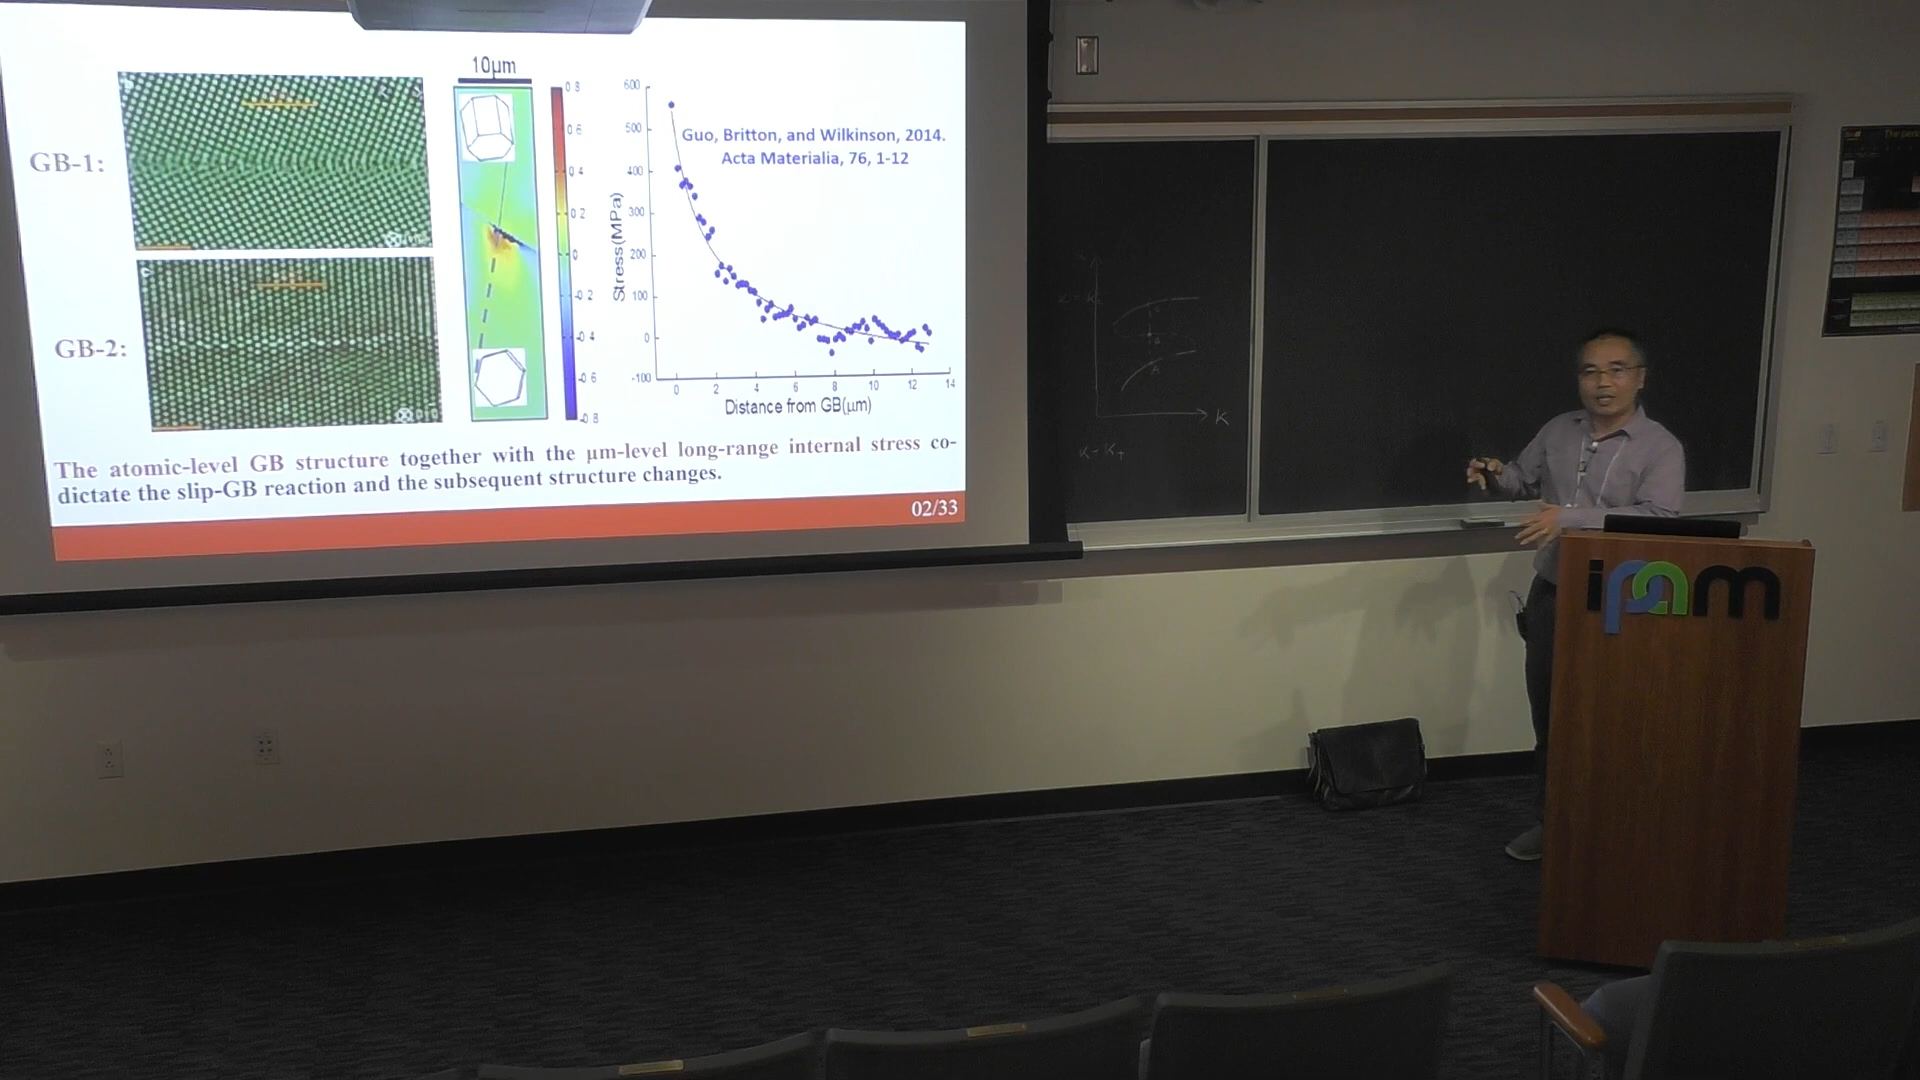 10µm
GB-1:
GB-2:
0 8
0 6
0 4
0 2
0
-0 2
-0 4
-0 6
-0 8
600
500
400
300
200
100
0
-100
Stress(MPa)
Guo, Britton, and Wilkinson, 2014.
Acta Materialia, 76, 1-12
0 2 4 6 8 10 12 14
Distance from GB(µm)
The atomic-level GB structure together with the µm-level long-range internal stress co-
dictate the slip-GB reaction and the subsequent structure changes.
02/33
K
ipam